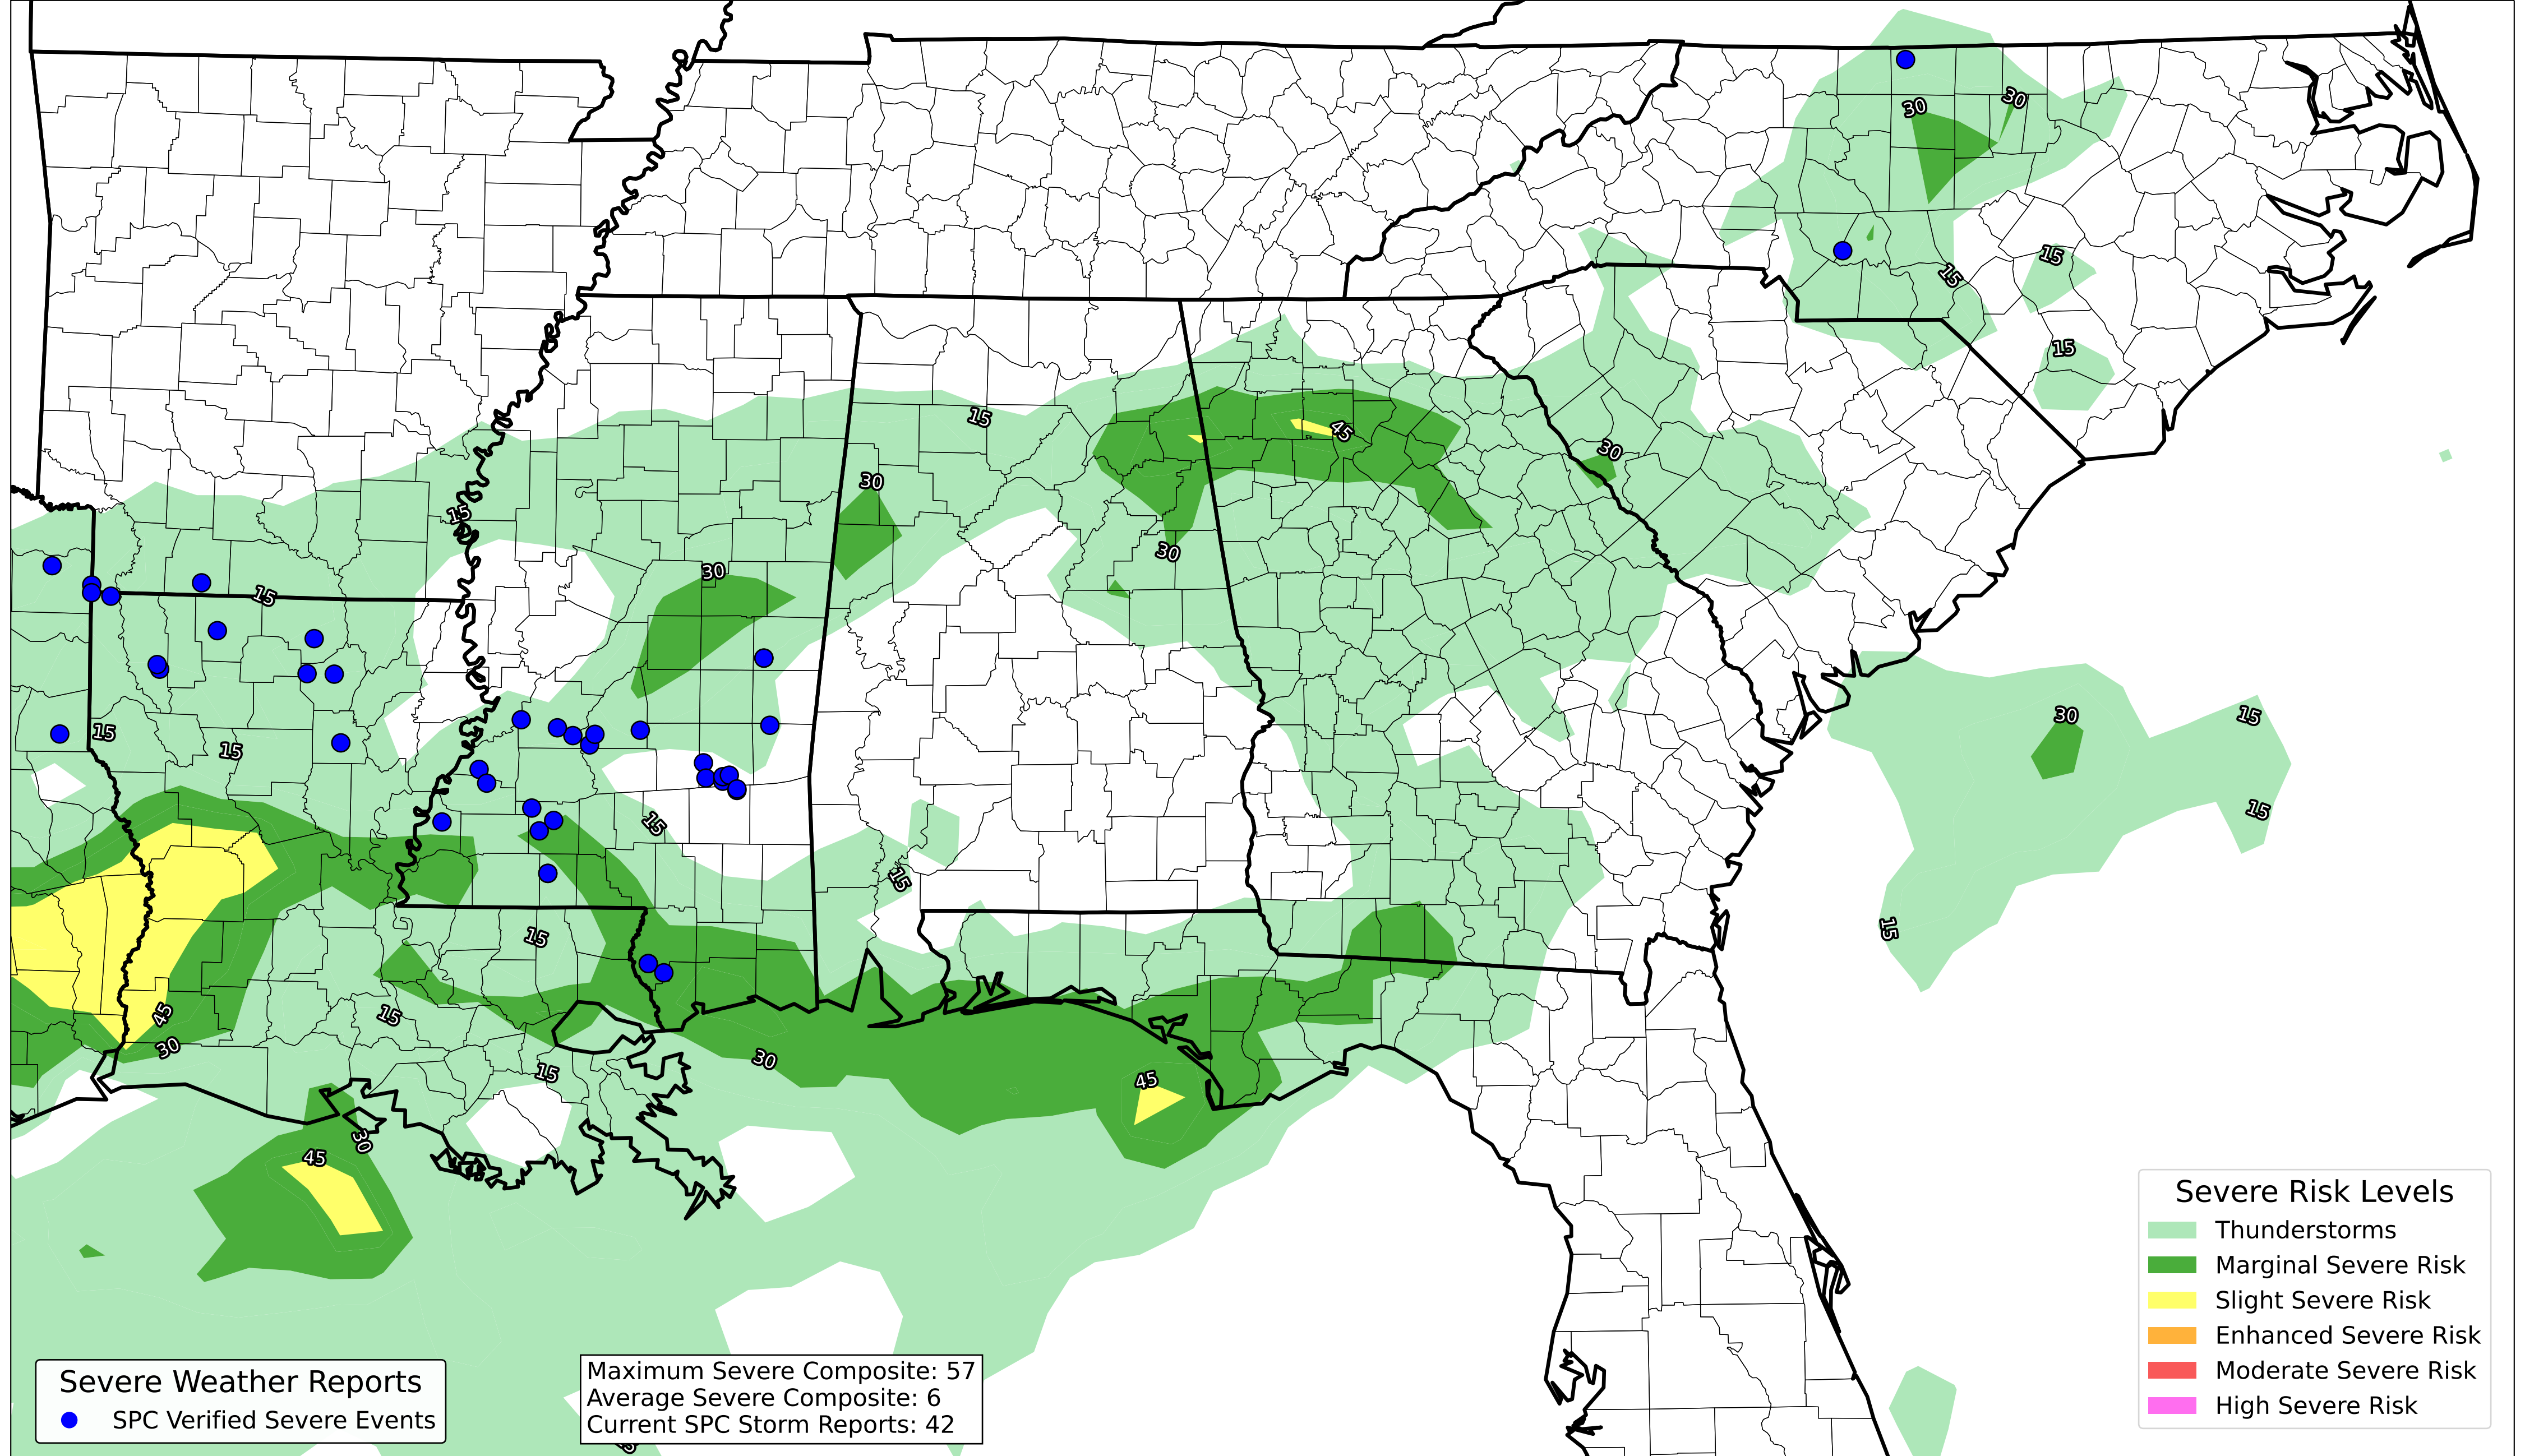 30
30
15
15
15
15
45
30
30
15
30
30
15
15
30
15
15
15
15
15
15
15
15
45
15
30
15
30
45
30
45
Severe Risk Levels
Thunderstorms
Marginal Severe Risk
Slight Severe Risk
Enhanced Severe Risk
Moderate Severe Risk
High Severe Risk
Severe Weather Reports
SPC Verified Severe Events
Maximum Severe Composite: 57
Average Severe Composite: 6
Current SPC Storm Reports: 42